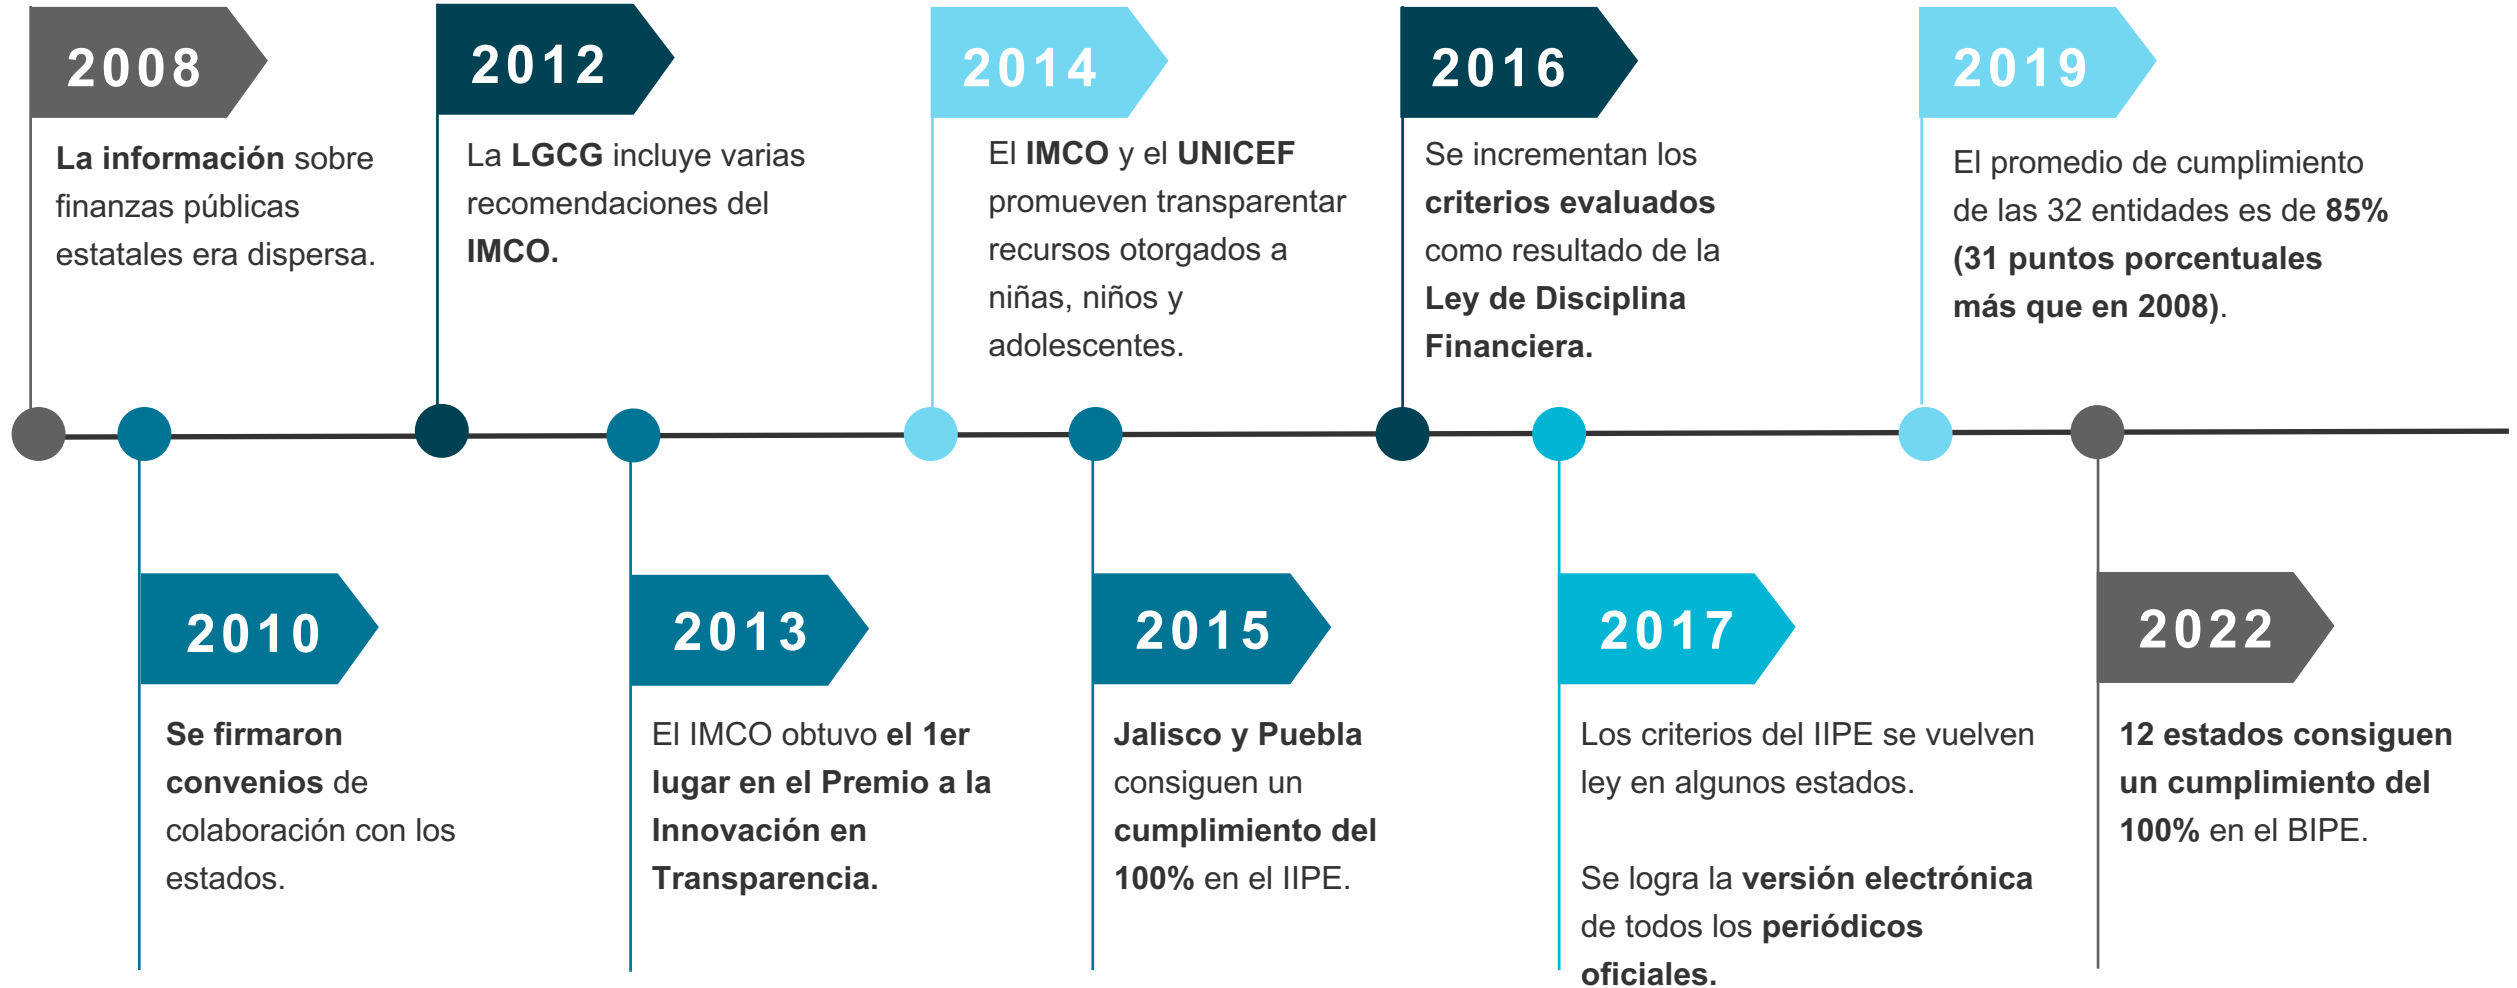 2008
La información sobre
finanzas públicas
estatales era dispersa.
2012
La LGCG incluye varias
recomendaciones del
IMCO.
2014
El IMCO y el UNICEF
promueven transparentar
recursos otorgados a
niñas, niños y
adolescentes.
2016
Se incrementan los
criterios evaluados
como resultado de la
Ley de Disciplina
Financiera.
2019
El promedio de cumplimiento
de las 32 entidades es de 85%
(31 puntos porcentuales
más que en 2008).
2010
Se firmaron
convenios de
colaboración con los
estados.
2013
El IMCO obtuvo el 1er
lugar en el Premio a la
Innovación en
Transparencia.
2015
Jalisco y Puebla
consiguen un
cumplimiento del
100% en el IIPE.
2017
Los criterios del IIPE se vuelven
ley en algunos estados.
Se logra la versión electrónica
de todos los periódicos
oficiales.
2022
12 estados consiguen
un cumplimiento del
100% en el BIPE.